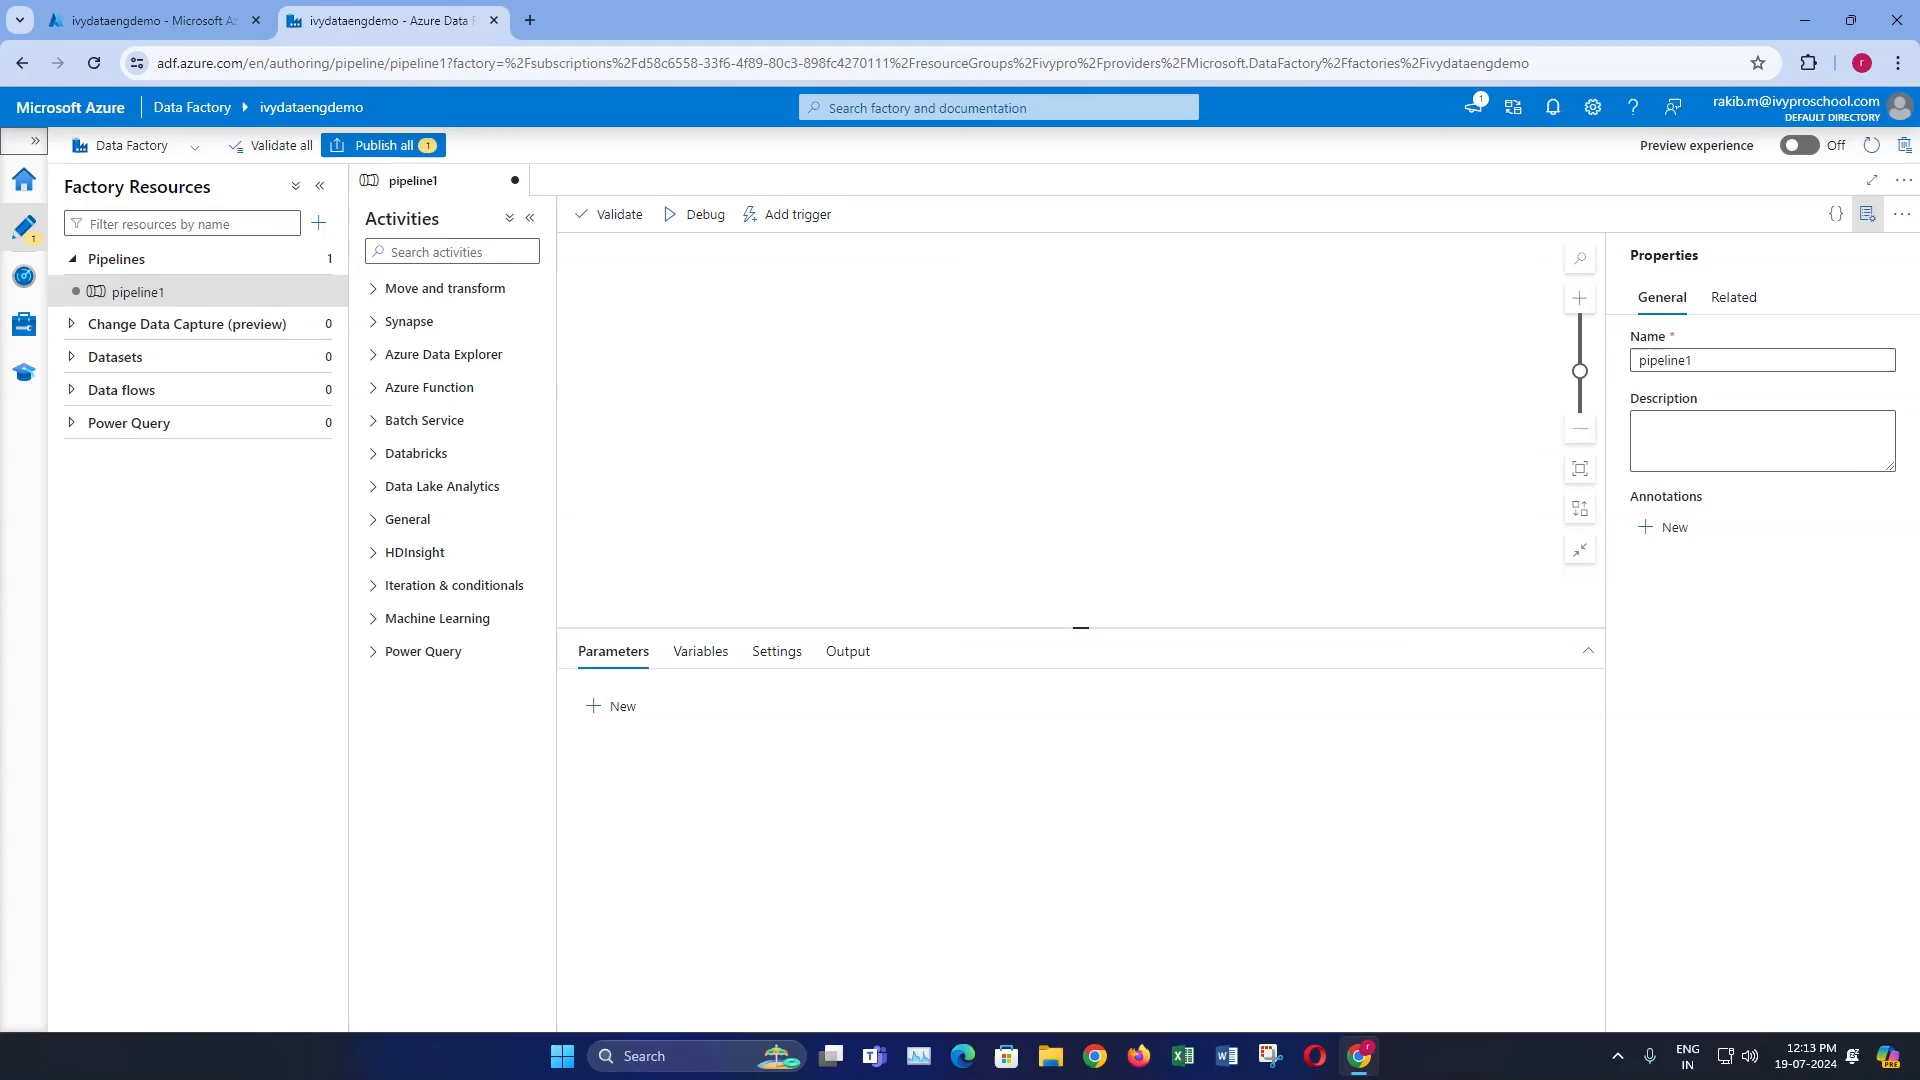 ivydataengdemo - Microsoft Az
ivydataengdemo - Azure Data F
adf.azure.com/en/authoring/pipeline/pipeline1?factory=%2Fsubscriptions%2Fd58c6558-33f6-4f89-80c3-898fc4270111%2FresourceGroups%2Fivypro%2Fproviders%2FMicrosoft.DataFactory%2Ffactories%2Fivydataengdemo
r
Microsoft Azure
Data Factory
ivydataengdemo
Search factory and documentation
1
rakib.m@ivyproschool.com
DEFAULT DIRECTORY
Data Factory
Validate all
Publish all
1
Preview experience
Off
Factory Resources
Filter resources by name
1
Pipelines
1
pipeline1
Change Data Capture (preview)
0
Datasets
0
Data flows
0
Power Query
0
pipeline1
Activities
Search activities
Move and transform
Synapse
Azure Data Explorer
Azure Function
Batch Service
Databricks
Data Lake Analytics
General
HDInsight
Iteration & conditionals
Machine Learning
Power Query
Validate
Debug
Add trigger
{}
Parameters
Variables
Settings
Output
New
Properties
General
Related
Name *
pipeline1
Description
Annotations
New
Search
ENG
IN
12:13 PM
19-07-2024
PRE